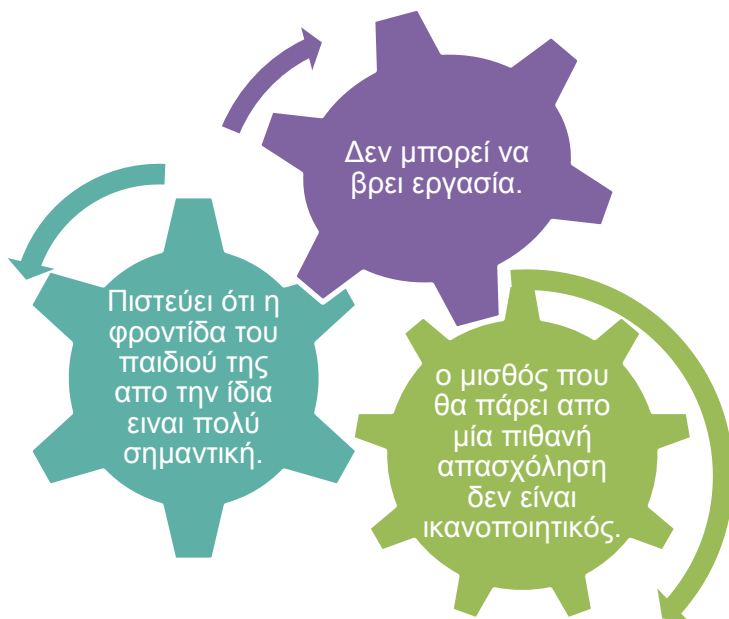 Δεν μπορεί να
βρει εργασία.
Πιστεύει ότι η
φροντίδα του
παιδιού της
απο την ίδια
ειναι πολύ
σημαντική.
ο μισθός που
θα πάρει απο
μία πιθανή
απασχόληση
δεν είναι
ικανοποιητικός.